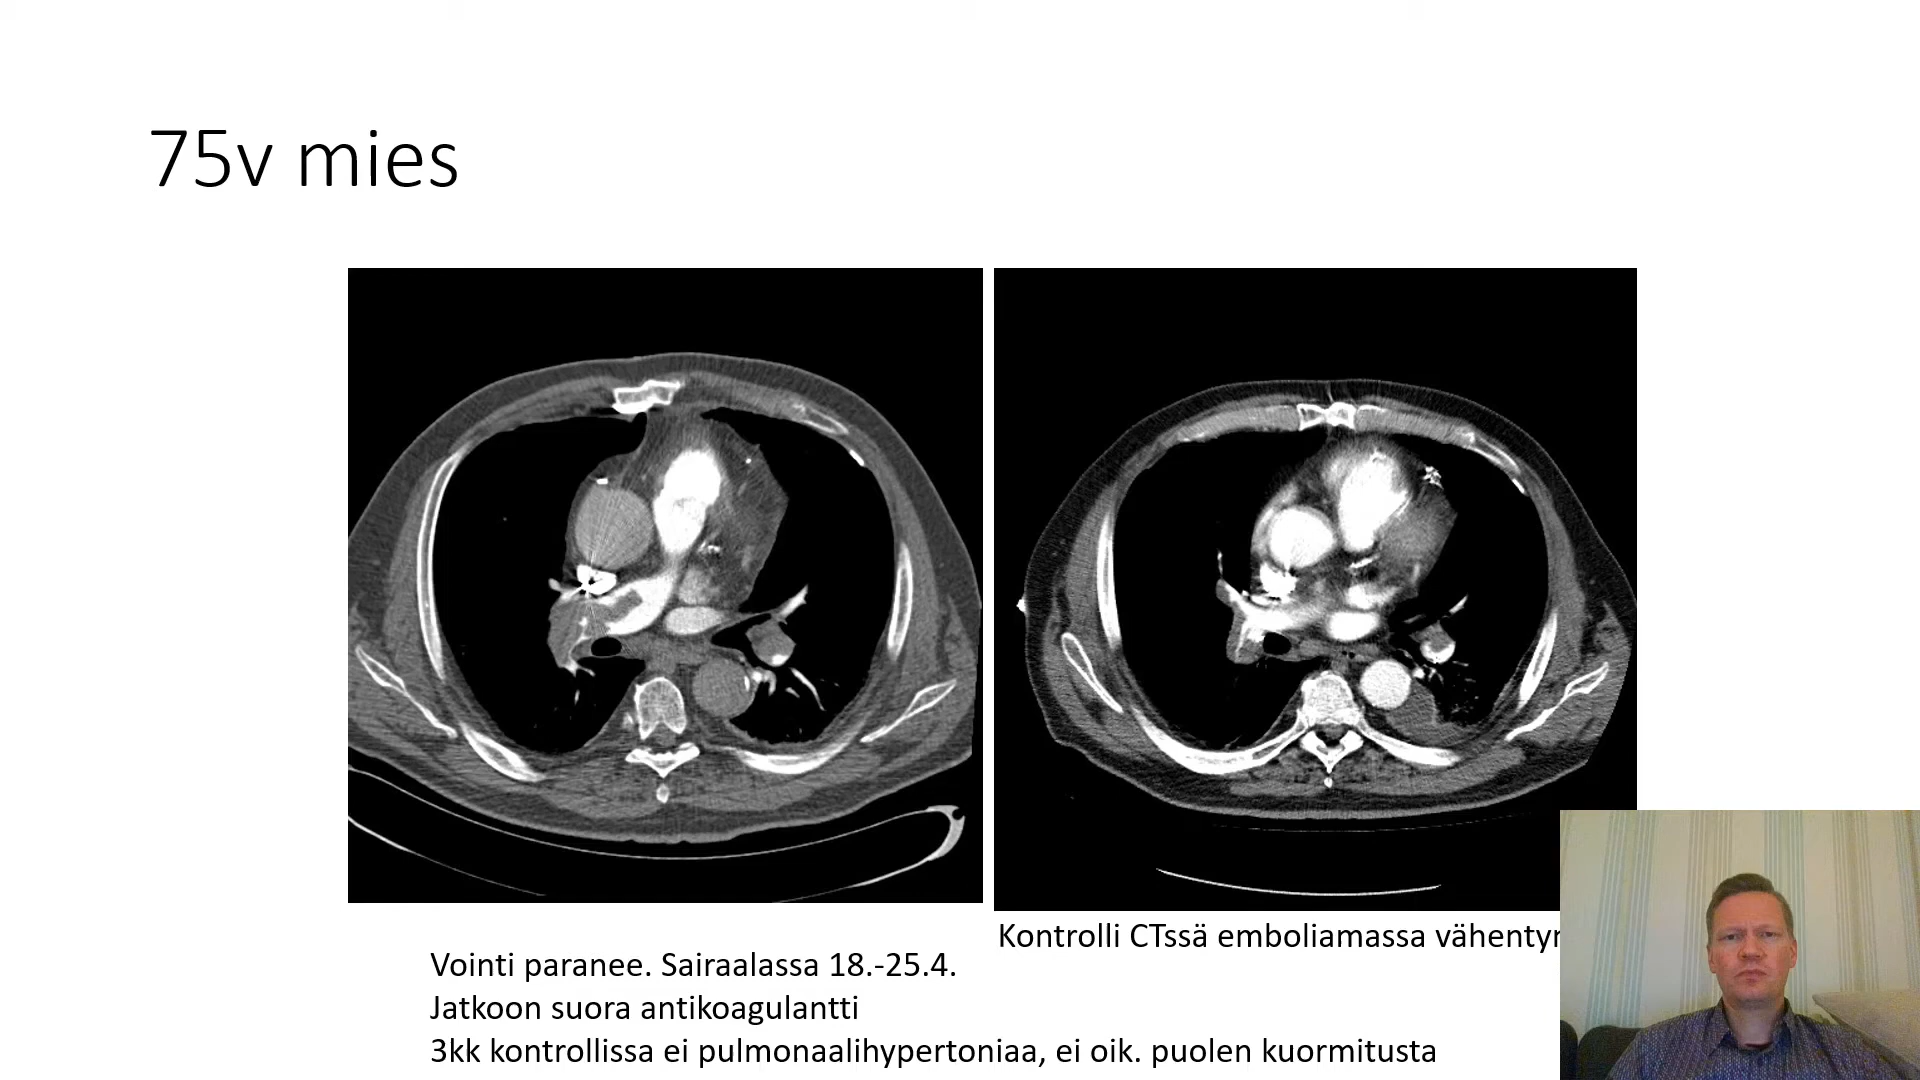 75v mies
Kontrolli CTssä emboliamassa
Vointi paranee. Sairaalassa 18.-25.4.
Jatkoon suora antikoagulantti
3kk kontrollissa ei pulmonaalihypertoniaa, ei oik. puolen kuormitusta